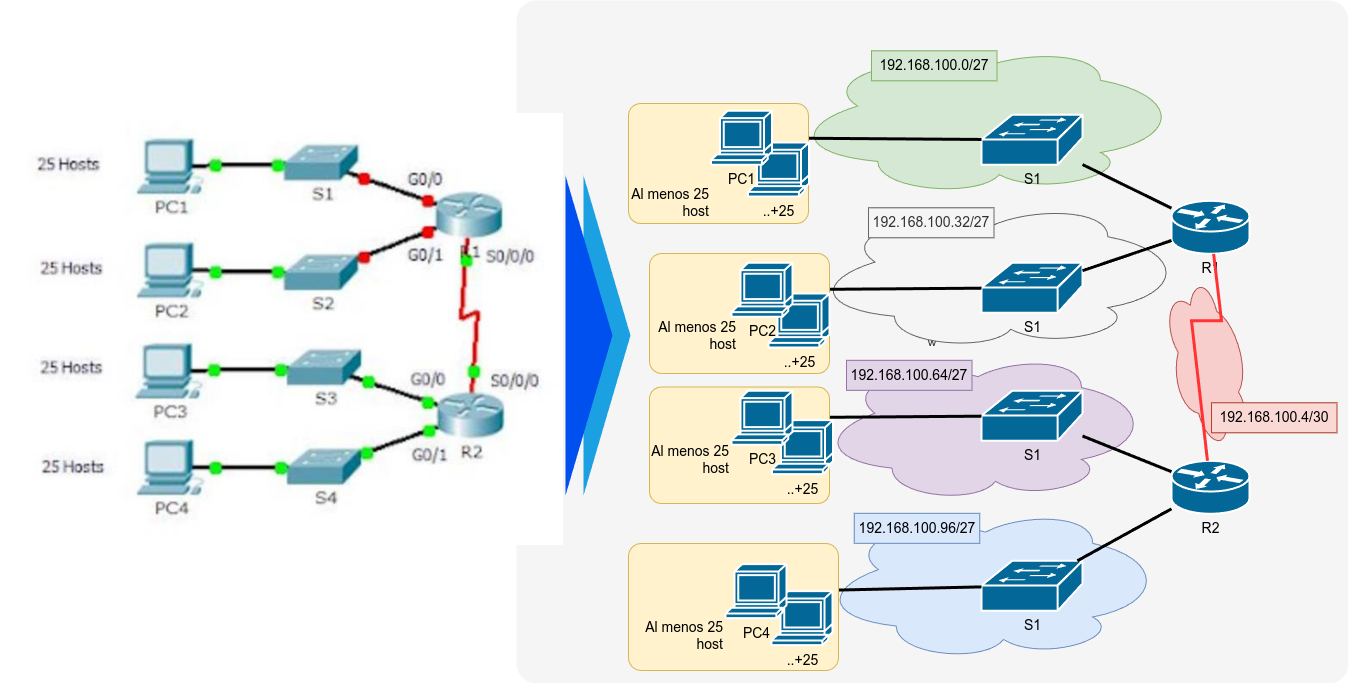 25 Hosts
PC1
S1
G0/0
25 Hosts
PC2
S2
G0/1
R1
S0/0/0
25 Hosts
PC3
S3
G0/0
S0/0/0
25 Hosts
PC4
S4
G0/1
R2
192.168.100.0/27
PC1
Al menos 25
host
..+25
S1
192.168.100.32/27
PC2
Al menos 25
host
..+25
S1
w
R1
192.168.100.64/27
PC3
Al menos 25
host
..+25
S1
192.168.100.4/30
R2
192.168.100.96/27
PC4
Al menos 25
host
..+25
S1